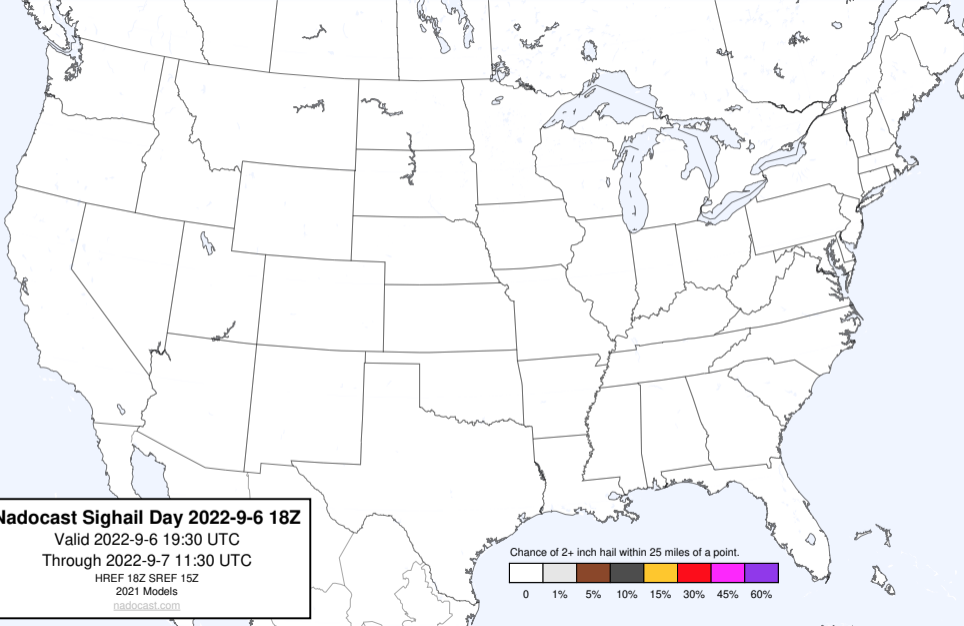 Nadocast Sighail Day 2022-9-6 18Z
Valid 2022-9-6 19:30 UTC
Through 2022-9-7 11:30 UTC
HREF 18Z SREF 15Z
2021 Models
nadocast.com
Chance of 2+ inch hail within 25 miles of a point.
0 1% 5% 10% 15% 30% 45% 60%